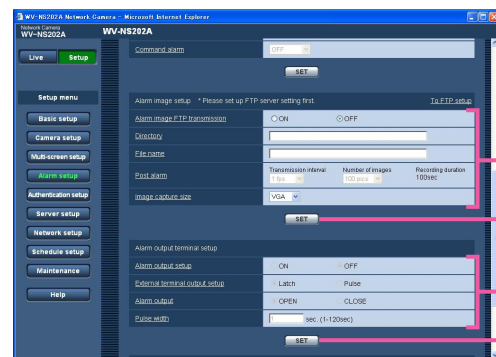 WV-NS202A Network Camera - Microsoft Internet Explorer
Network Camera
WV-NS202A
WV-NS202A
Live
Setup
Command alarm
OFF
SET
Setup menu
Basic setup
Camera setup
Multi-screen setup
Alarm setup
Authentication setup
Server setup
Network setup
Schedule setup
Maintenance
Help
Alarm image setup * Please set up FTP server setting first.
To FTP setup
Alarm image FTP transmission
ON
OFF
Directory
File name
Post alarm
Transmission interval
Number of images
Recording duration
1 fps
100 pics
100sec
Image capture size
VGA
SET
Alarm output terminal setup
Alarm output setup
ON
OFF
External terminal output setup
Latch
Pulse
Alarm output
OPEN
CLOSE
Pulse width
1
sec. (1-120sec)
SET